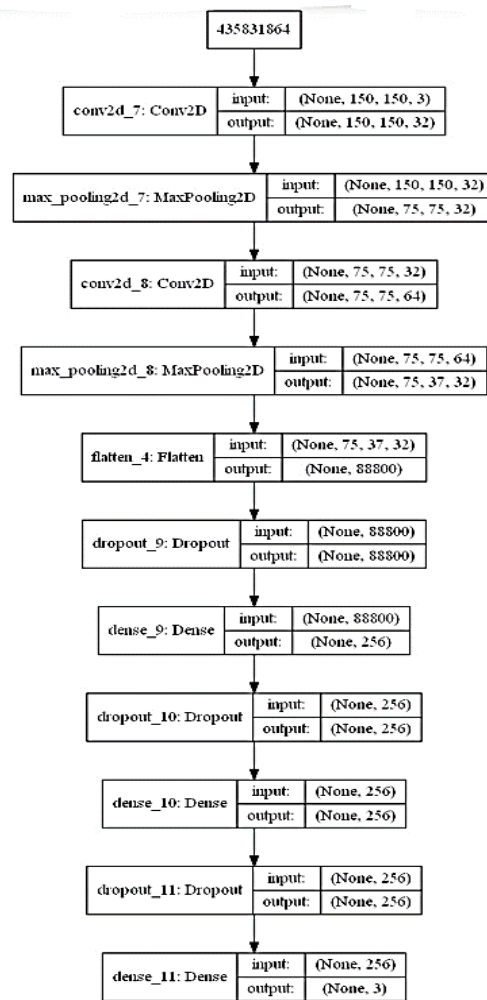 435831864
conv2d_7: Conv2D
input: (None, 150, 150, 3)
output: (None, 150, 150, 32)
max_pooling2d_7: MaxPooling2D
input: (None, 150, 150, 32)
output: (None, 75, 75, 32)
conv2d_8: Conv2D
input: (None, 75, 75, 32)
output: (None, 75, 75, 64)
max_pooling2d_8: MaxPooling2D
input: (None, 75, 75, 64)
output: (None, 75, 37, 32)
flatten_4: Flatten
input: (None, 75, 37, 32)
output: (None, 88800)
dropout_9: Dropout
input: (None, 88800)
output: (None, 88800)
dense_9: Dense
input: (None, 88800)
output: (None, 256)
dropout_10: Dropout
input: (None, 256)
output: (None, 256)
dense_10: Dense
input: (None, 256)
output: (None, 256)
dropout_11: Dropout
input: (None, 256)
output: (None, 256)
dense_11: Dense
input: (None, 256)
output: (None, 3)